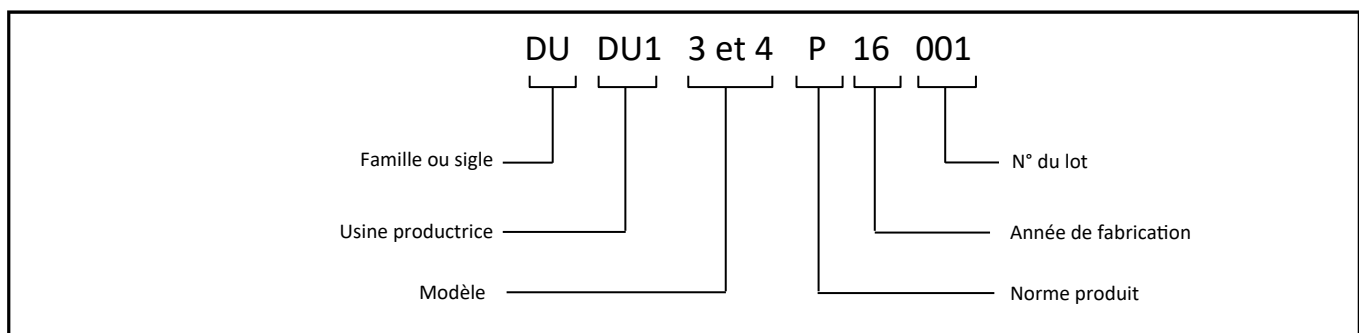 DU DU1 3 et 4 P 16 001
Famille ou sigle
N° du lot
Usine productrice
Année de fabrication
Modèle
Norme produit